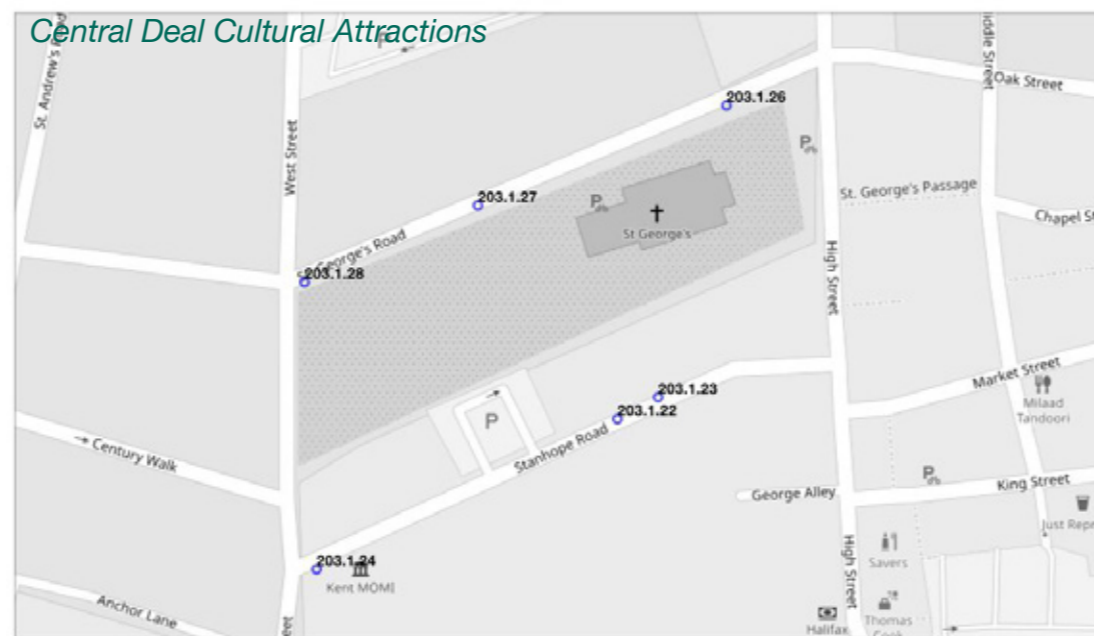 Central Deal Cultural Attractions
P
St. Andrew's
West Street
203.1.26
Oak Street
P
P
203.1.27
St. George's Passage
Chapel
St George's
George's Road
203.1.28
High Street
Market Street
Milaad
Tandoori
203.1.23
203.1.22
P
Stanhope Road
Century Walk
P
King Street
George Alley
Just
203.1.24
Kent MOMI
Savers
High Street
Anchor Lane
Halifax
Thomas